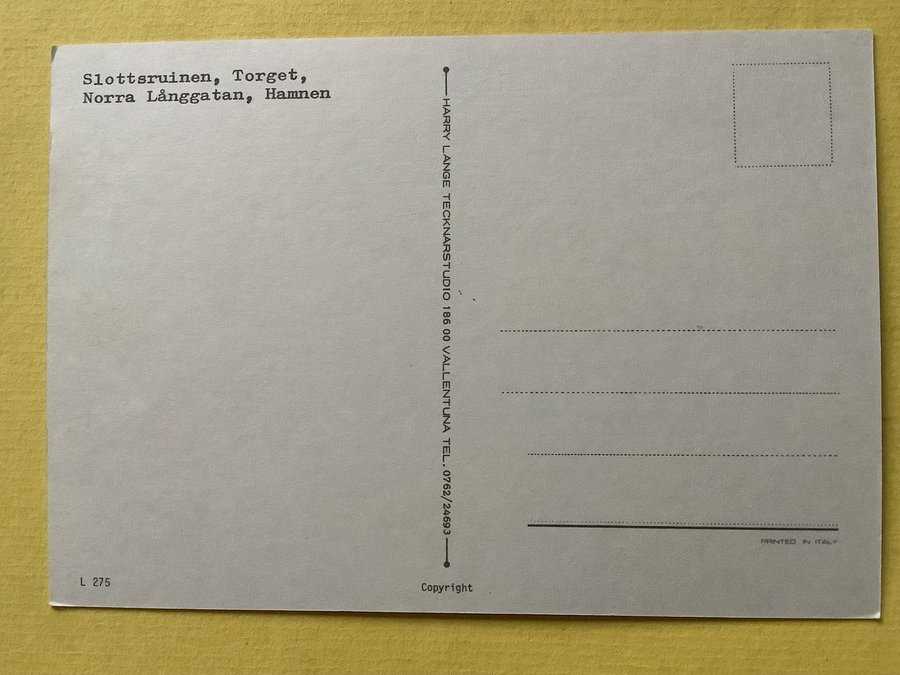 Slottsruinen, Torget,
Norra Långgatan, Hamnen
HARRY LANGE TECKNARSTUDIO 186 00 VALLENTUNA TEL. 0762/24693
PRINTED IN ITALY
L 275
Copyright